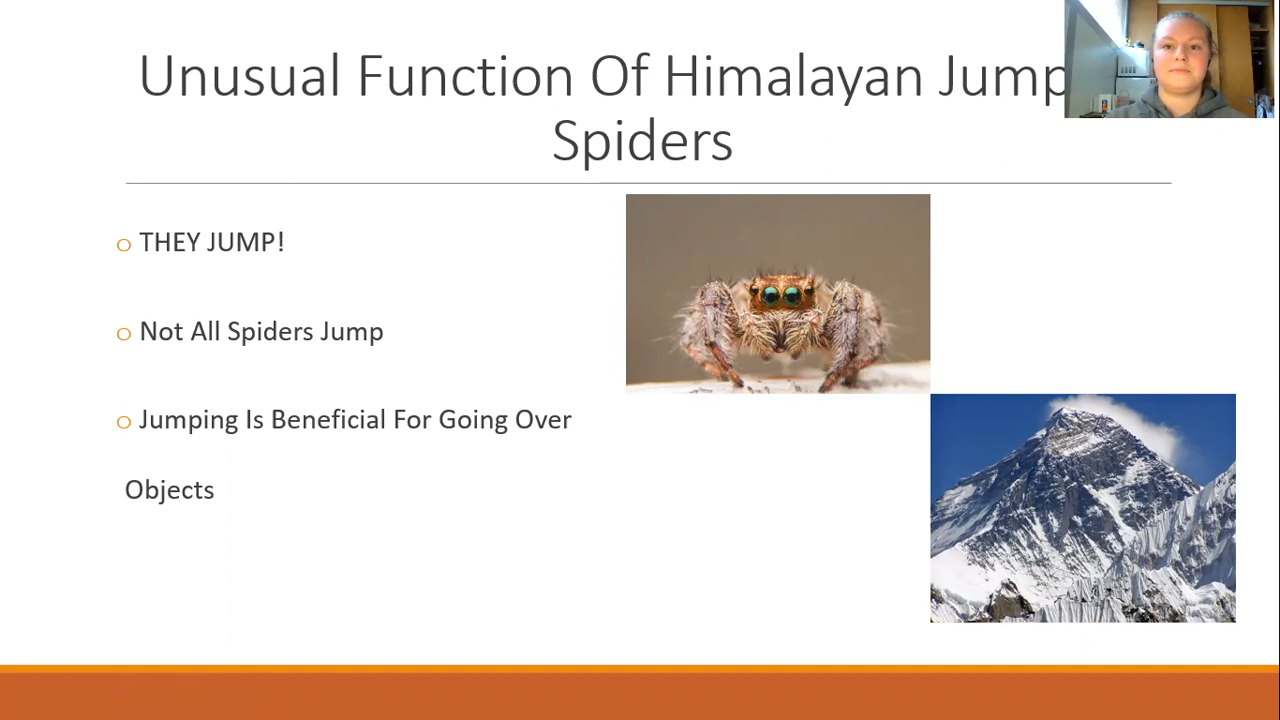 Unusual Function Of Himalayan Jump
Spiders
THEY JUMP!
Not All Spiders Jump
Jumping Is Beneficial For Going Over
Objects